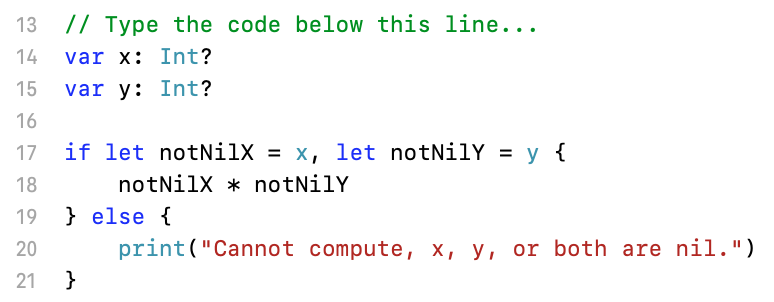 13 // Type the code below this line...
14 var x: Int?
15 var y: Int?
16
17 if let notNilX = x, let notNilY = y {
18     notNilX * notNilY
19 } else {
20     print("Cannot compute, x, y, or both are nil.")
21 }